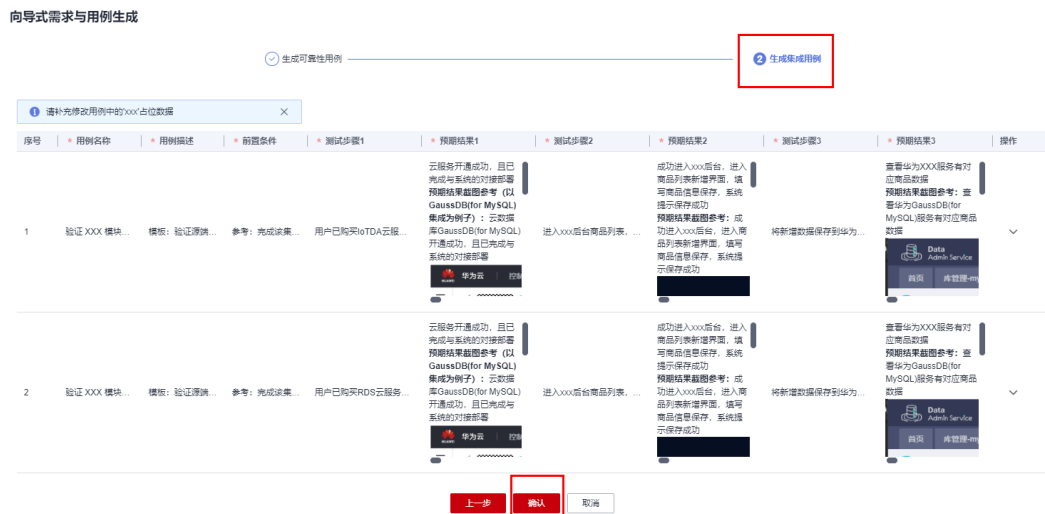 向导式需求与用例生成
生成可靠性用例
2 生成集成用例
请补充修改用例中的'xxx'占位数据
序号 * 用例名称 * 用例描述 * 前置条件 * 测试步骤1 * 预期结果1 * 测试步骤2 * 预期结果2 * 测试步骤3 * 预期结果3 操作
1
验证 XXX 模块...
模板：验证源端...
参考：完成该集...
用户已购买IoTDA云服...
云服务开通成功，且已
完成与系统的对接部署
预期结果截图参考（以
GaussDB(for MySQL)
集成为例子）：云数据
库GaussDB(for MySQL)
开通成功，且已完成与
系统的对接部署
华为云
进入xxx后台商品列表，...
成功进入xxx后台，进入
商品列表新增界面，填
写商品信息保存，系统
提示保存成功
预期结果截图参考：成
功进入xxx后台，进入商
品列表新增界面，填写
商品信息保存，系统提
示保存成功
将新增数据保存到华为...
查看华为XXX服务有对
应商品数据
预期结果截图参考：查
看华为GaussDB(for
MySQL)服务有对应商品
数据
Data
Admin Service
首页 库管理-my
2
验证 XXX 模块...
模板：验证源端...
参考：完成该集...
用户已购买RDS云服务...
云服务开通成功，且已
完成与系统的对接部署
预期结果截图参考（以
GaussDB(for MySQL)
集成为例子）：云数据
库GaussDB(for MySQL)
开通成功，且已完成与
系统的对接部署
华为云
进入xxx后台商品列表，...
成功进入xxx后台，进入
商品列表新增界面，填
写商品信息保存，系统
提示保存成功
预期结果截图参考：成
功进入xxx后台，进入商
品列表新增界面，填写
商品信息保存，系统提
示保存成功
将新增数据保存到华为...
查看华为XXX服务有对
应商品数据
预期结果截图参考：查
看华为GaussDB(for
MySQL)服务有对应商品
数据
Data
Admin Service
首页 库管理-my
上一步 确认 取消